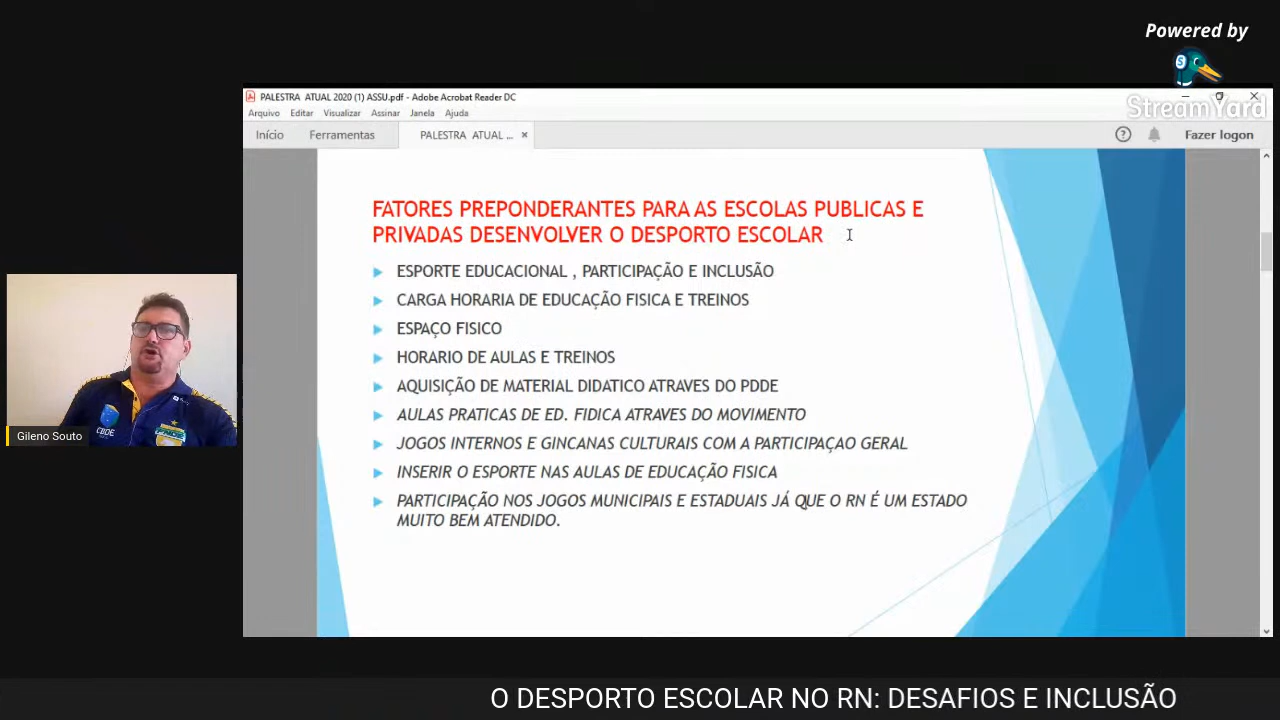 Powered by
S
StreamYard
PALESTRA ATUAL 2020 (1) ASSU.pdf - Adobe Acrobat Reader DC
Arquivo Editar Visualizar Assinar Janela Ajuda
Início Ferramentas PALESTRA ATUAL ... × ? Fazer logon
FATORES PREPONDERANTES PARA AS ESCOLAS PUBLICAS E
PRIVADAS DESENVOLVER O DESPORTO ESCOLAR
ESPORTE EDUCACIONAL , PARTICIPAÇÃO E INCLUSÃO
CARGA HORARIA DE EDUCAÇÃO FISICA E TREINOS
ESPAÇO FISICO
HORARIO DE AULAS E TREINOS
AQUISIÇÃO DE MATERIAL DIDATICO ATRAVES DO PDDE
AULAS PRATICAS DE ED. FIDICA ATRAVES DO MOVIMENTO
JOGOS INTERNOS E GINCANAS CULTURAIS COM A PARTICIPAÇAO GERAL
INSERIR O ESPORTE NAS AULAS DE EDUCAÇÃO FISICA
PARTICIPAÇÃO NOS JOGOS MUNICIPAIS E ESTADUAIS JÁ QUE O RN É UM ESTADO
MUITO BEM ATENDIDO.
CBDE
Gileno Souto
O DESPORTO ESCOLAR NO RN: DESAFIOS E INCLUSÃO